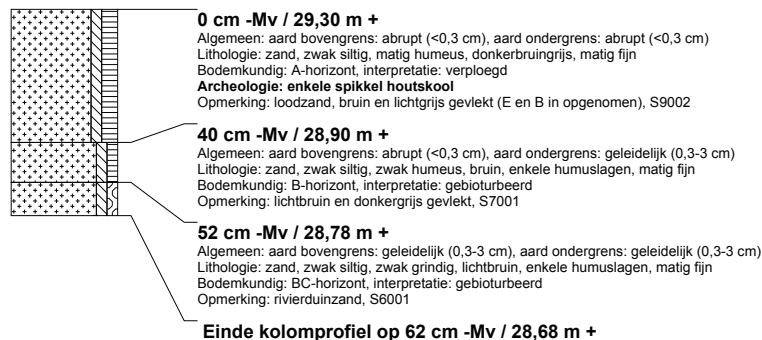 0 cm -Mv / 29,30 m +
Algemeen: aard bovengrens: abrupt (<0,3 cm), aard ondergrens: abrupt (<0,3 cm)
Lithologie: zand, zwak siltig, matig humeus, donkerbruingrijs, matig fijn
Bodemkundig: A-horizont, interpretatie: verploegd
Archeologie: enkele spikkel houtskool
Opmerking: loodzand, bruin en lichtgrijs gevlekt (E en B in opgenomen), S9002
40 cm -Mv / 28,90 m +
Algemeen: aard bovengrens: abrupt (<0,3 cm), aard ondergrens: geleidelijk (0,3-3 cm)
Lithologie: zand, zwak siltig, zwak humeus, bruin, enkele humuslagen, matig fijn
Bodemkundig: B-horizont, interpretatie: gebioturbeerd
Opmerking: lichtbruin en donkergrijs gevlekt, S7001
52 cm -Mv / 28,78 m +
Algemeen: aard bovengrens: geleidelijk (0,3-3 cm), aard ondergrens: geleidelijk (0,3-3 cm)
Lithologie: zand, zwak siltig, zwak grindig, lichtbruin, enkele humuslagen, matig fijn
Bodemkundig: BC-horizont, interpretatie: gebioturbeerd
Opmerking: rivierduinzand, S6001
Einde kolomprofiel op 62 cm -Mv / 28,68 m +